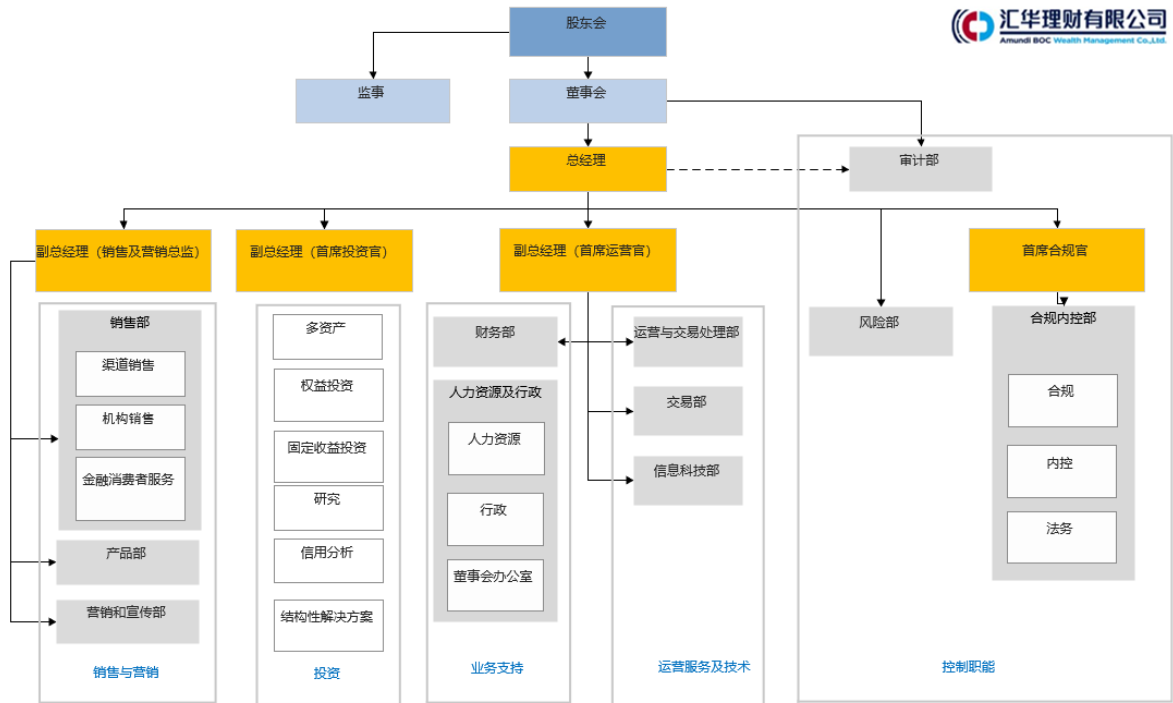 股东会
汇华理财有限公司
Amundi BOC Wealth Management Co.,Ltd.
监事
董事会
总经理
审计部
副总经理（销售及营销总监）
副总经理（首席投资官）
副总经理（首席运营官）
首席合规官
销售部
渠道销售
机构销售
金融消费者服务
产品部
营销和宣传部
销售与营销
多资产
权益投资
固定收益投资
研究
信用分析
结构性解决方案
投资
财务部
人力资源及行政
人力资源
行政
董事会办公室
业务支持
运营与交易处理部
交易部
信息科技部
运营服务及技术
风险部
合规内控部
合规
内控
法务
控制职能